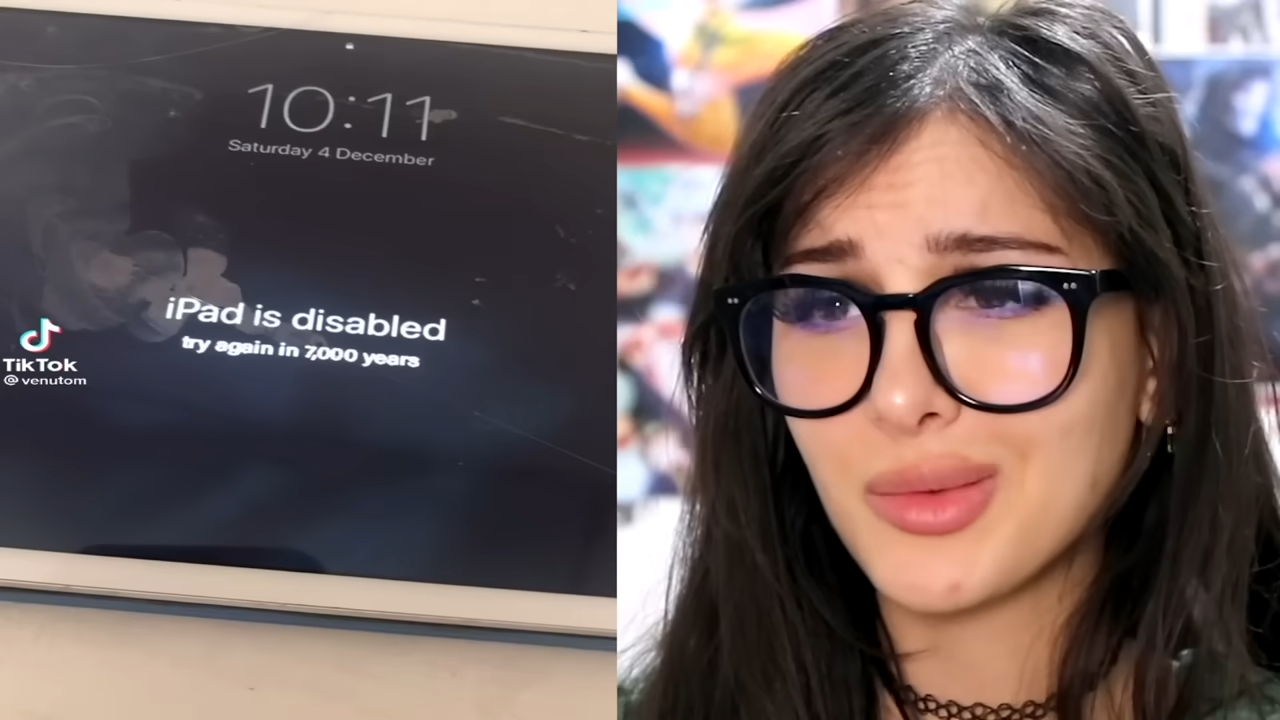 10:11
Saturday 4 December
iPad is disabled
try again in 7,000 years
TikTok
@venutom